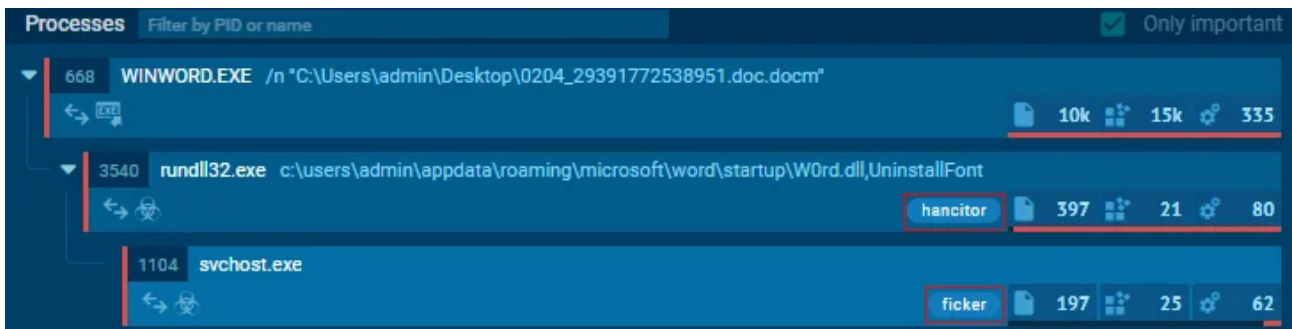 Processes Filter by PID or name Only important
668 WINWORD.EXE /n "C:\Users\admin\Desktop\0204_29391772538951.doc.docm"
EXE 10k 15k 335
3540 rundll32.exe c:\users\admin\appdata\roaming\microsoft\word\startup\W0rd.dll,UninstallFont
hancitor 397 21 80
1104 svchost.exe
ficker 197 25 62